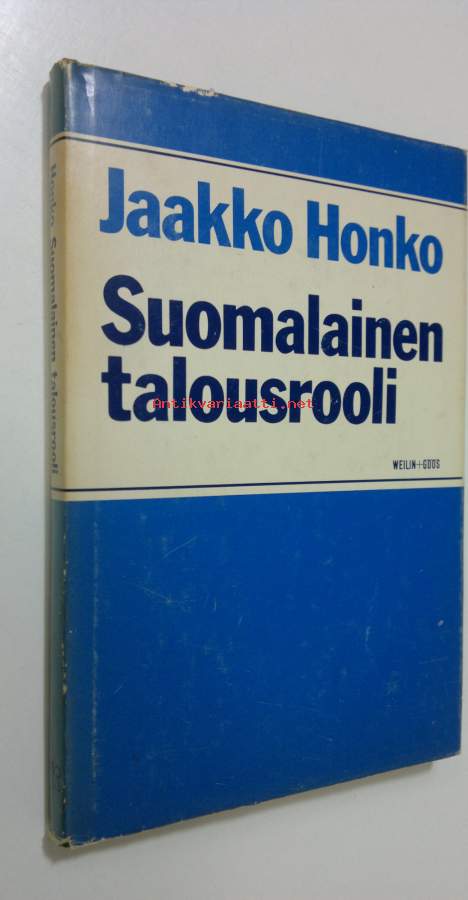 Jaakko Honko
Suomalainen
talousrooli
Antikvariaatti.net
WEILIN+GÖÖS
Honko Suomalainen talousrooli